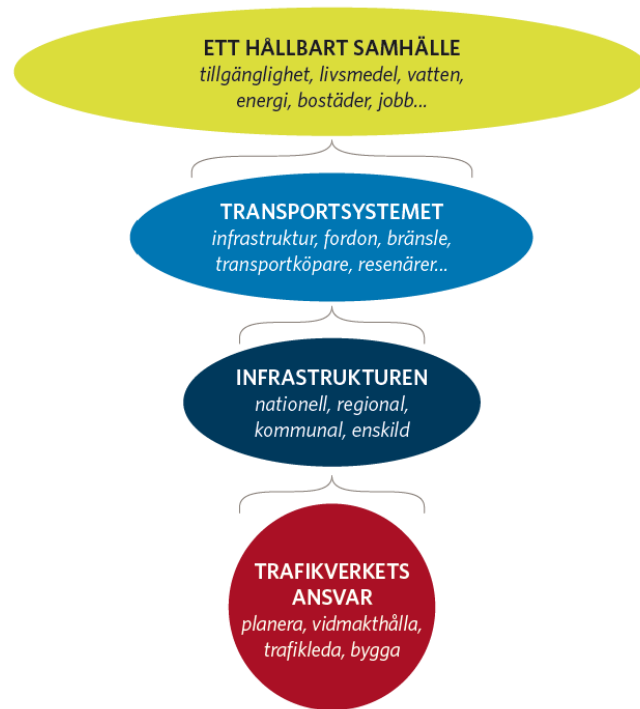 ETT HÅLLBART SAMHÄLLE
tillgänglighet, livsmedel, vatten,
energi, bostäder, jobb...
TRANSPORTSYSTEMET
infrastruktur, fordon, bränsle,
transportköpare, resenärer...
INFRASTRUKTUREN
nationell, regional,
kommunal, enskild
TRAFIKVERKETS
ANSVAR
planera, vidmakthålla,
trafikleda, bygga